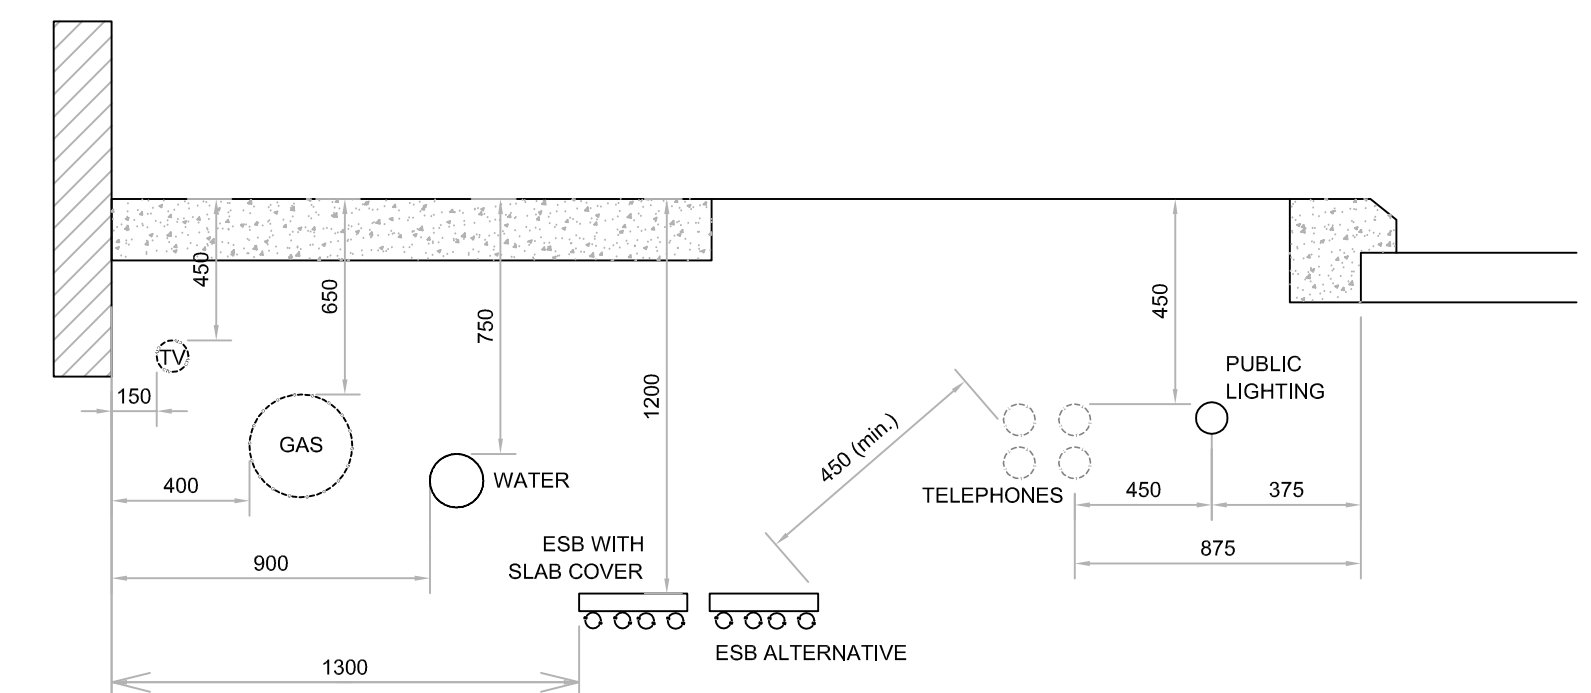 450
650
750
1200
450
TV
150
GAS
400
WATER
900
ESB WITH
SLAB COVER
1300
ESB ALTERNATIVE
450 (min.)
TELEPHONES
PUBLIC
LIGHTING
450
375
875